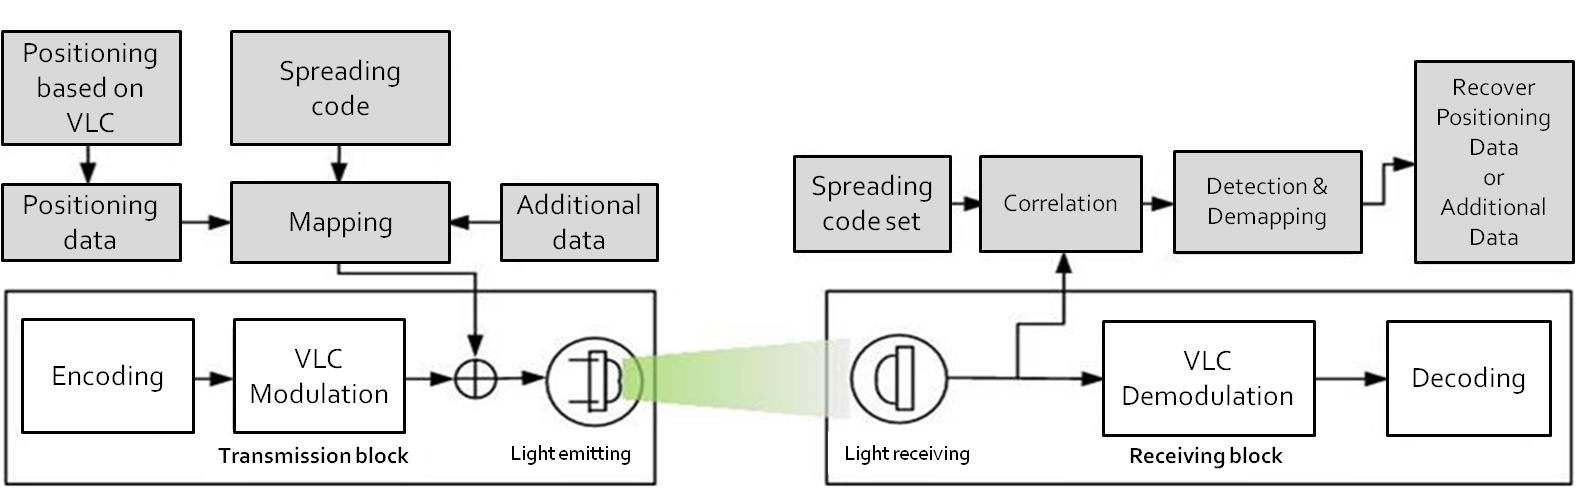 Positioning
based on
VLC
Spreading
code
Positioning
data
Mapping
Additional
data
Encoding
VLC
Modulation
Transmission block
Light emitting
Spreading
code set
Correlation
Detection &
Demapping
Recover
Positioning
Data
or
Additional
Data
Light receiving
VLC
Demodulation
Decoding
Receiving block